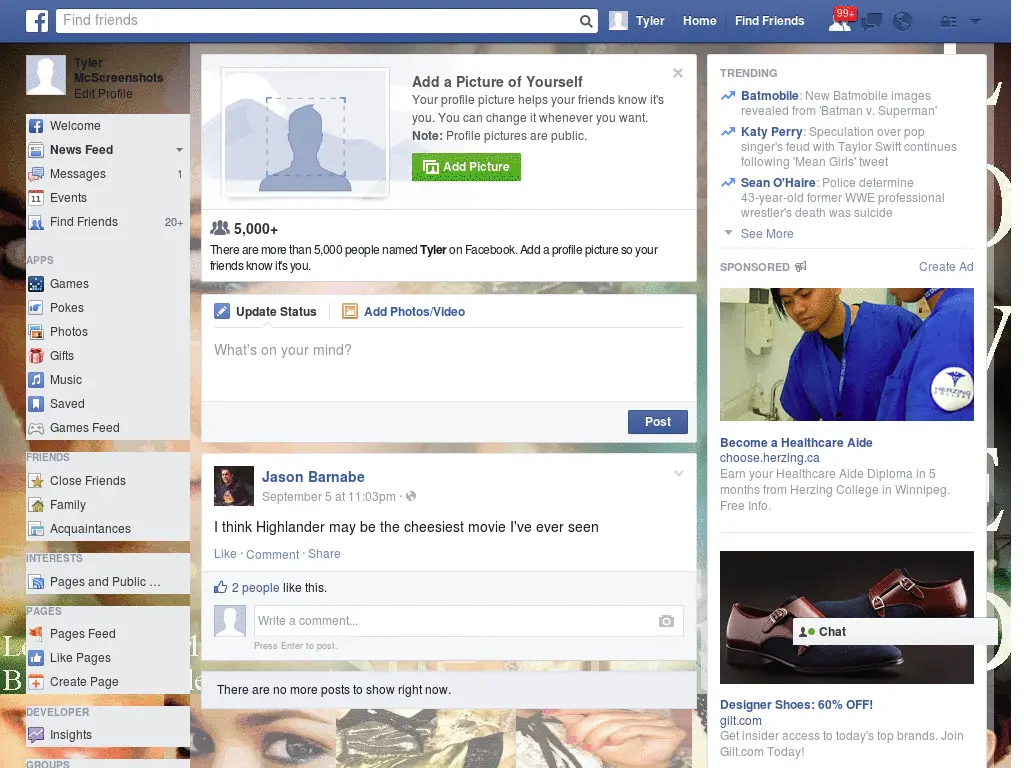 Find friends
Tyler
Home
Find Friends
99+
Tyler
McScreenshots
Edit Profile
Welcome
News Feed
Messages 1
11 Events
Find Friends 20+
APPS
Games
Pokes
Photos
Gifts
Music
Saved
Games Feed
FRIENDS
Close Friends
Family
Acquaintances
INTERESTS
Pages and Public ...
PAGES
Pages Feed
Like Pages
Create Page
DEVELOPER
Insights
GROUPS
Add a Picture of Yourself
Your profile picture helps your friends know it's
you. You can change it whenever you want.
Note: Profile pictures are public.
Add Picture
5,000+
There are more than 5,000 people named Tyler on Facebook. Add a profile picture so your
friends know it's you.
Update Status
Add Photos/Video
What's on your mind?
Post
Jason Barnabe
September 5 at 11:03pm ·
I think Highlander may be the cheesiest movie I've ever seen
Like · Comment · Share
2 people like this.
Write a comment...
Press Enter to post.
There are no more posts to show right now.
TRENDING
Batmobile: New Batmobile images
revealed from 'Batman v. Superman'
Katy Perry: Speculation over pop
singer's feud with Taylor Swift continues
following 'Mean Girls' tweet
Sean O'Haire: Police determine
43-year-old former WWE professional
wrestler's death was suicide
See More
SPONSORED
Create Ad
HERZING
COLLEGE
Become a Healthcare Aide
choose.herzing.ca
Earn your Healthcare Aide Diploma in 5
months from Herzing College in Winnipeg.
Free Info.
Chat
Designer Shoes: 60% OFF!
gilt.com
Get insider access to today's top brands. Join
Gilt.com Today!